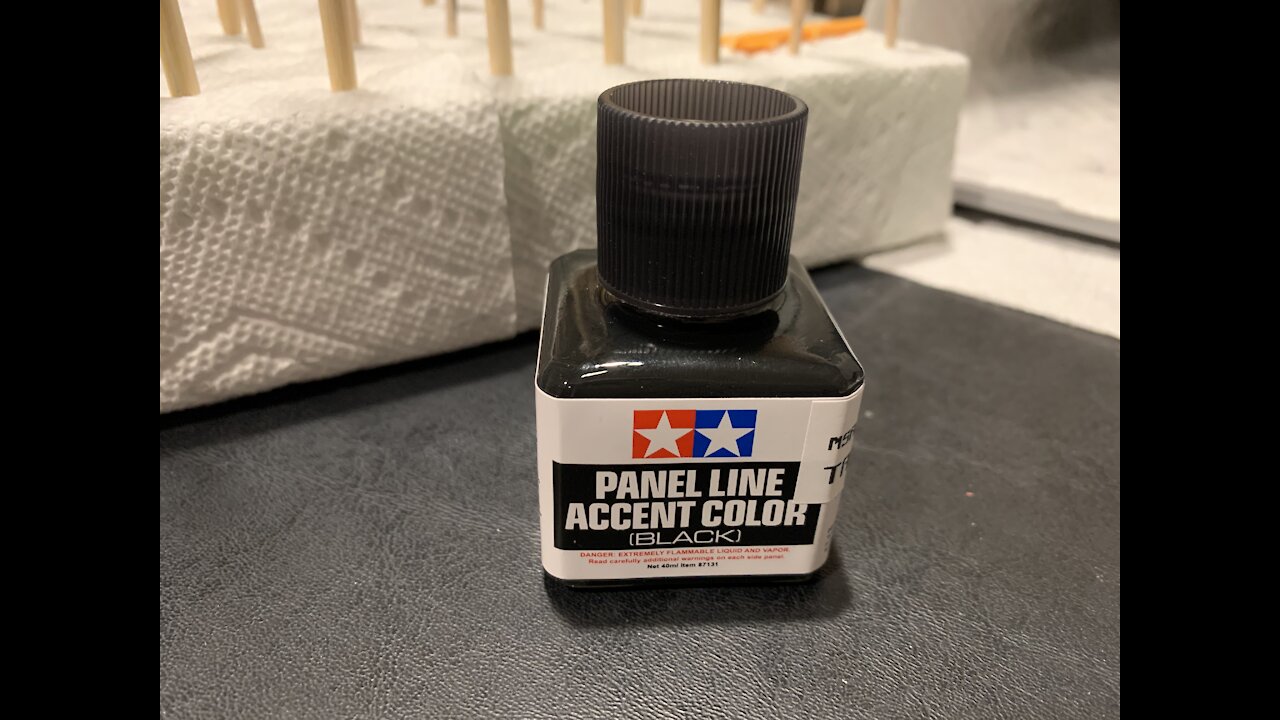 PANEL LINE
ACCENT COLOR
(BLACK)
DANGER: EXTREMELY FLAMMABLE LIQUID AND VAPOR.
Read carefully additional warnings on each side panel.
Net 40ml Item 87131